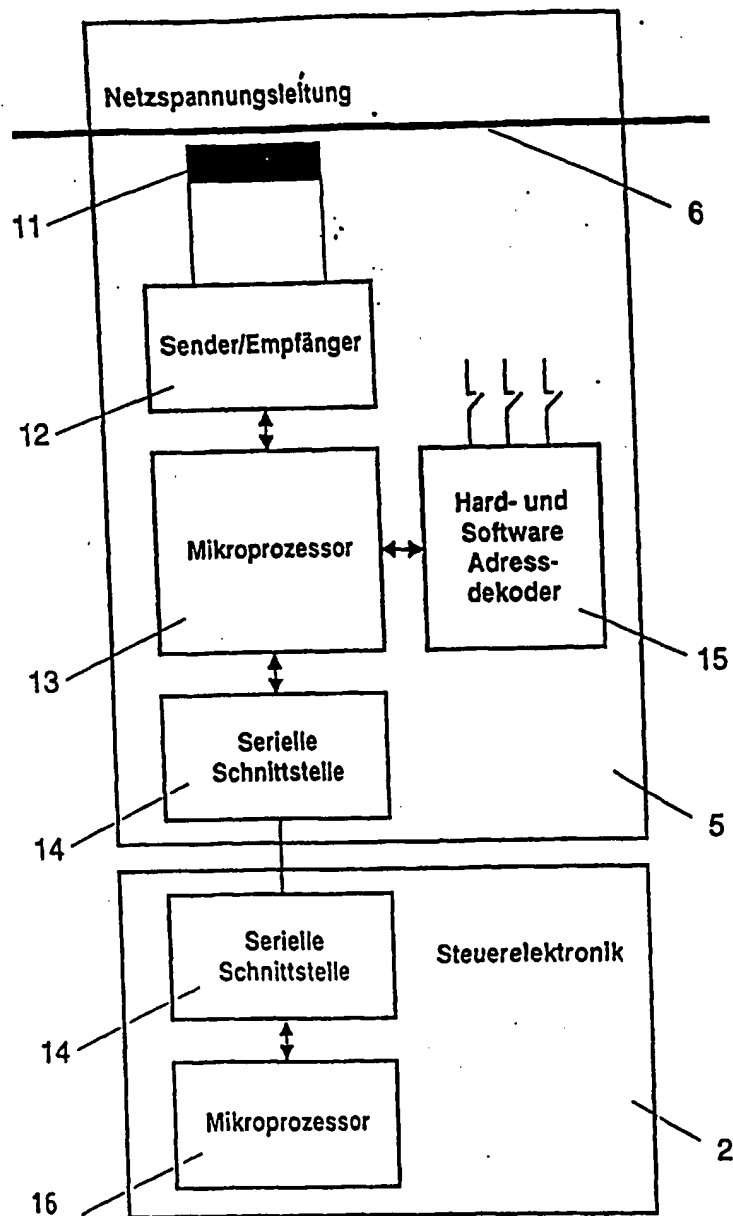 Netzspannungsleitung
11
6
Sender/Empfänger
12
Mikroprozessor
Hard- und
Software
Adress-
dekoder
13
15
Serielle
Schnittstelle
14
5
Serielle
Schnittstelle
Steuerelektronik
14
Mikroprozessor
2
16